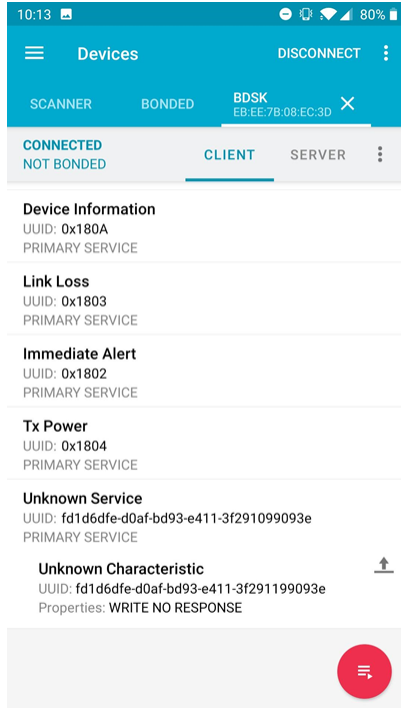 10:13
80%
Devices
DISCONNECT
SCANNER
BONDED
BDSK
EB:EE:7B:08:EC:3D
CONNECTED
NOT BONDED
CLIENT
SERVER
Device Information
UUID: 0x180A
PRIMARY SERVICE
Link Loss
UUID: 0x1803
PRIMARY SERVICE
Immediate Alert
UUID: 0x1802
PRIMARY SERVICE
Tx Power
UUID: 0x1804
PRIMARY SERVICE
Unknown Service
UUID: fd1d6dfe-d0af-bd93-e411-3f291099093e
PRIMARY SERVICE
Unknown Characteristic
UUID: fd1d6dfe-d0af-bd93-e411-3f291199093e
Properties: WRITE NO RESPONSE